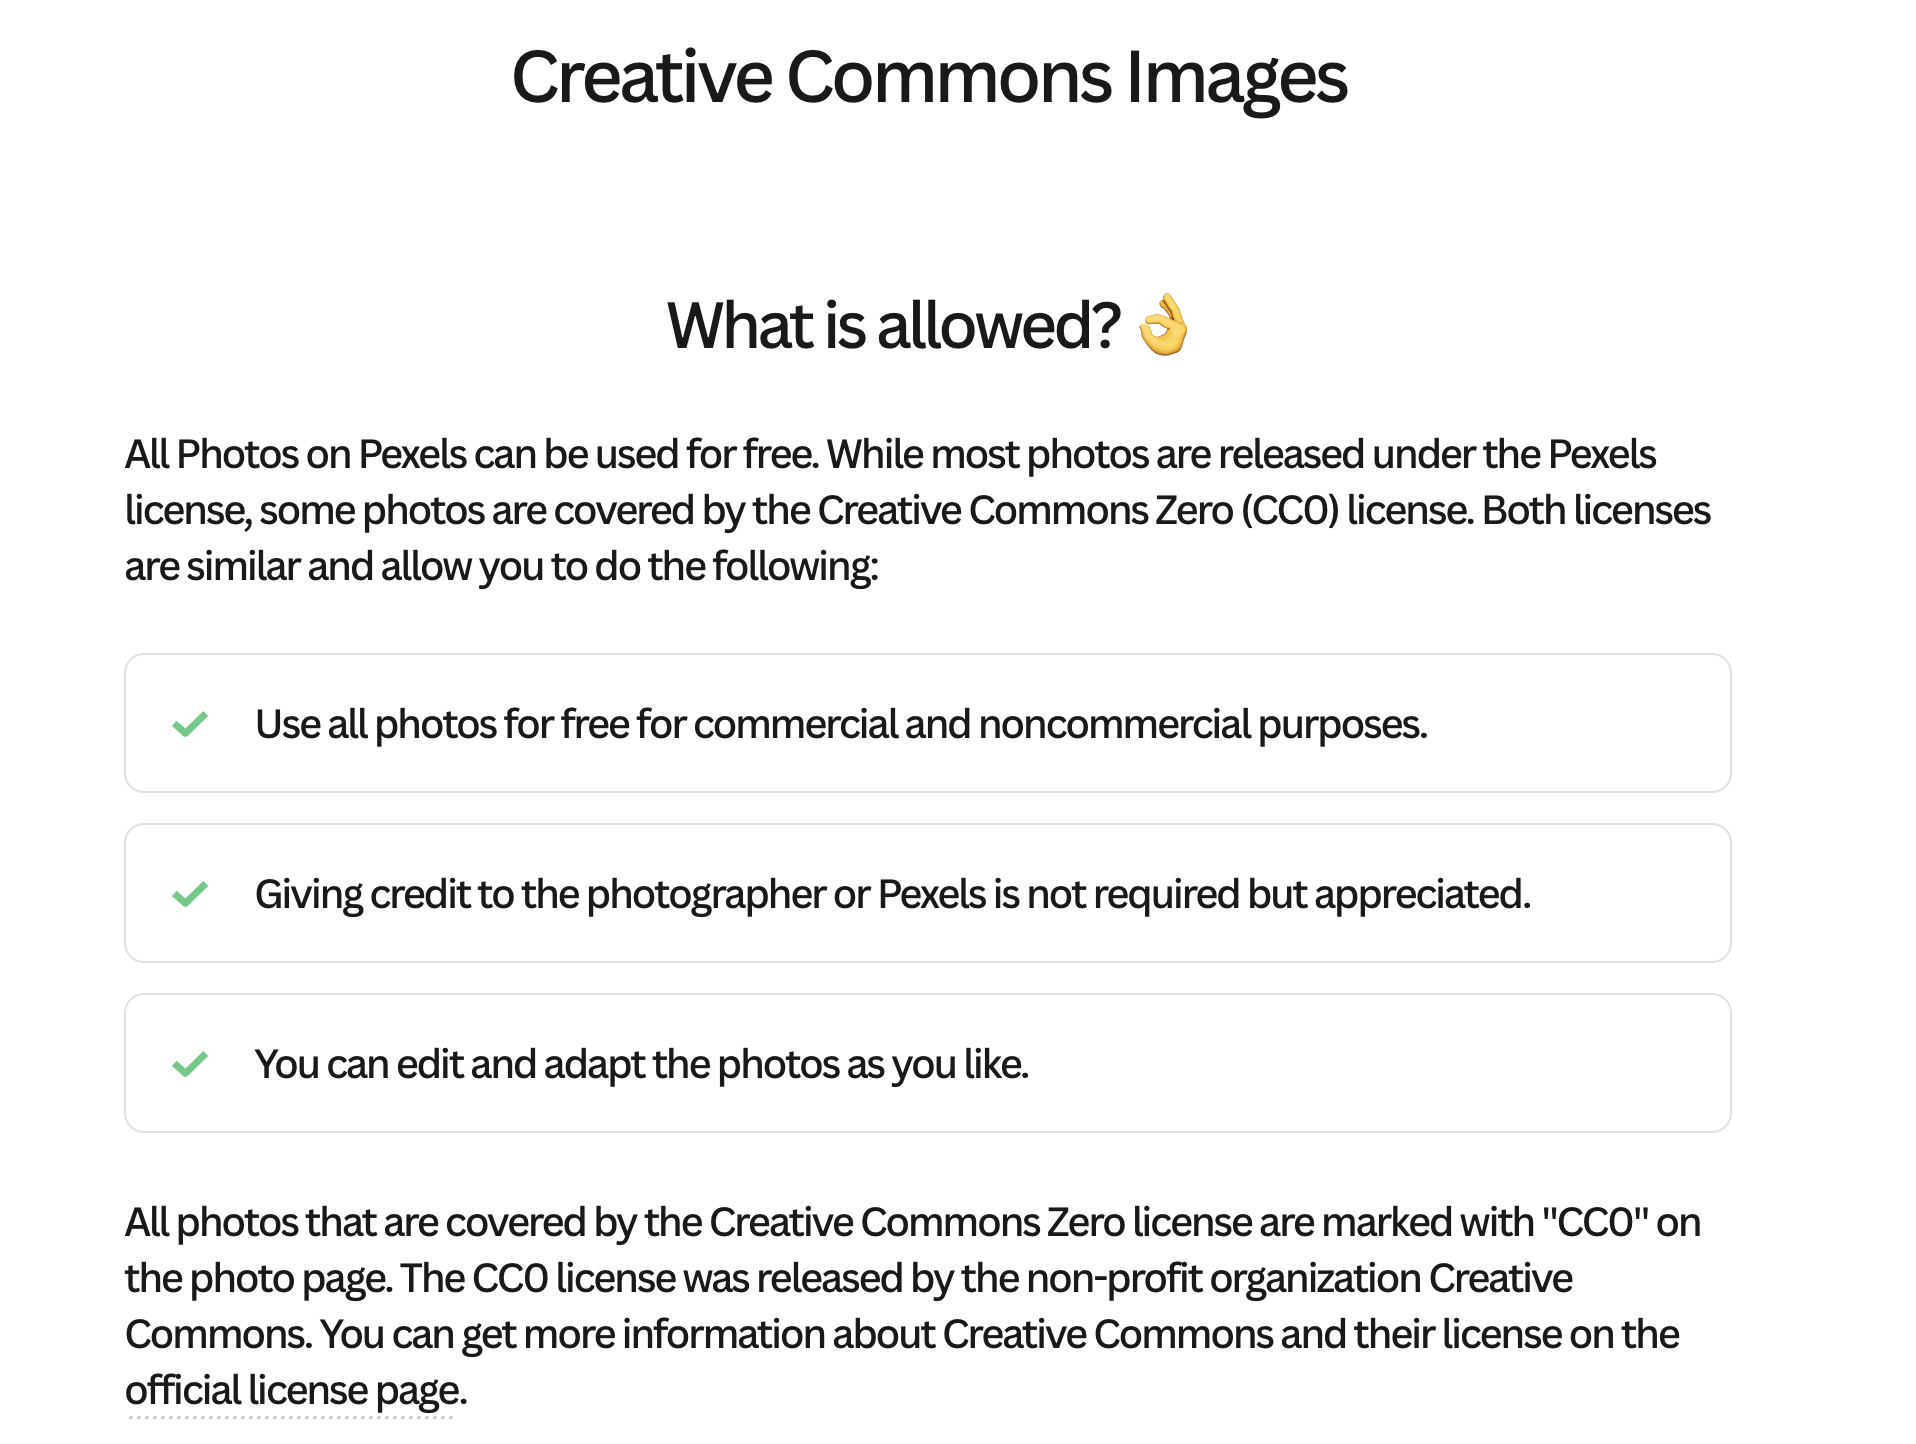 Creative Commons Images
What is allowed? 👌
All Photos on Pexels can be used for free. While most photos are released under the Pexels
license, some photos are covered by the Creative Commons Zero (CC0) license. Both licenses
are similar and allow you to do the following:
Use all photos for free for commercial and noncommercial purposes.
Giving credit to the photographer or Pexels is not required but appreciated.
You can edit and adapt the photos as you like.
All photos that are covered by the Creative Commons Zero license are marked with "CC0" on
the photo page. The CC0 license was released by the non-profit organization Creative
Commons. You can get more information about Creative Commons and their license on the
official license page.